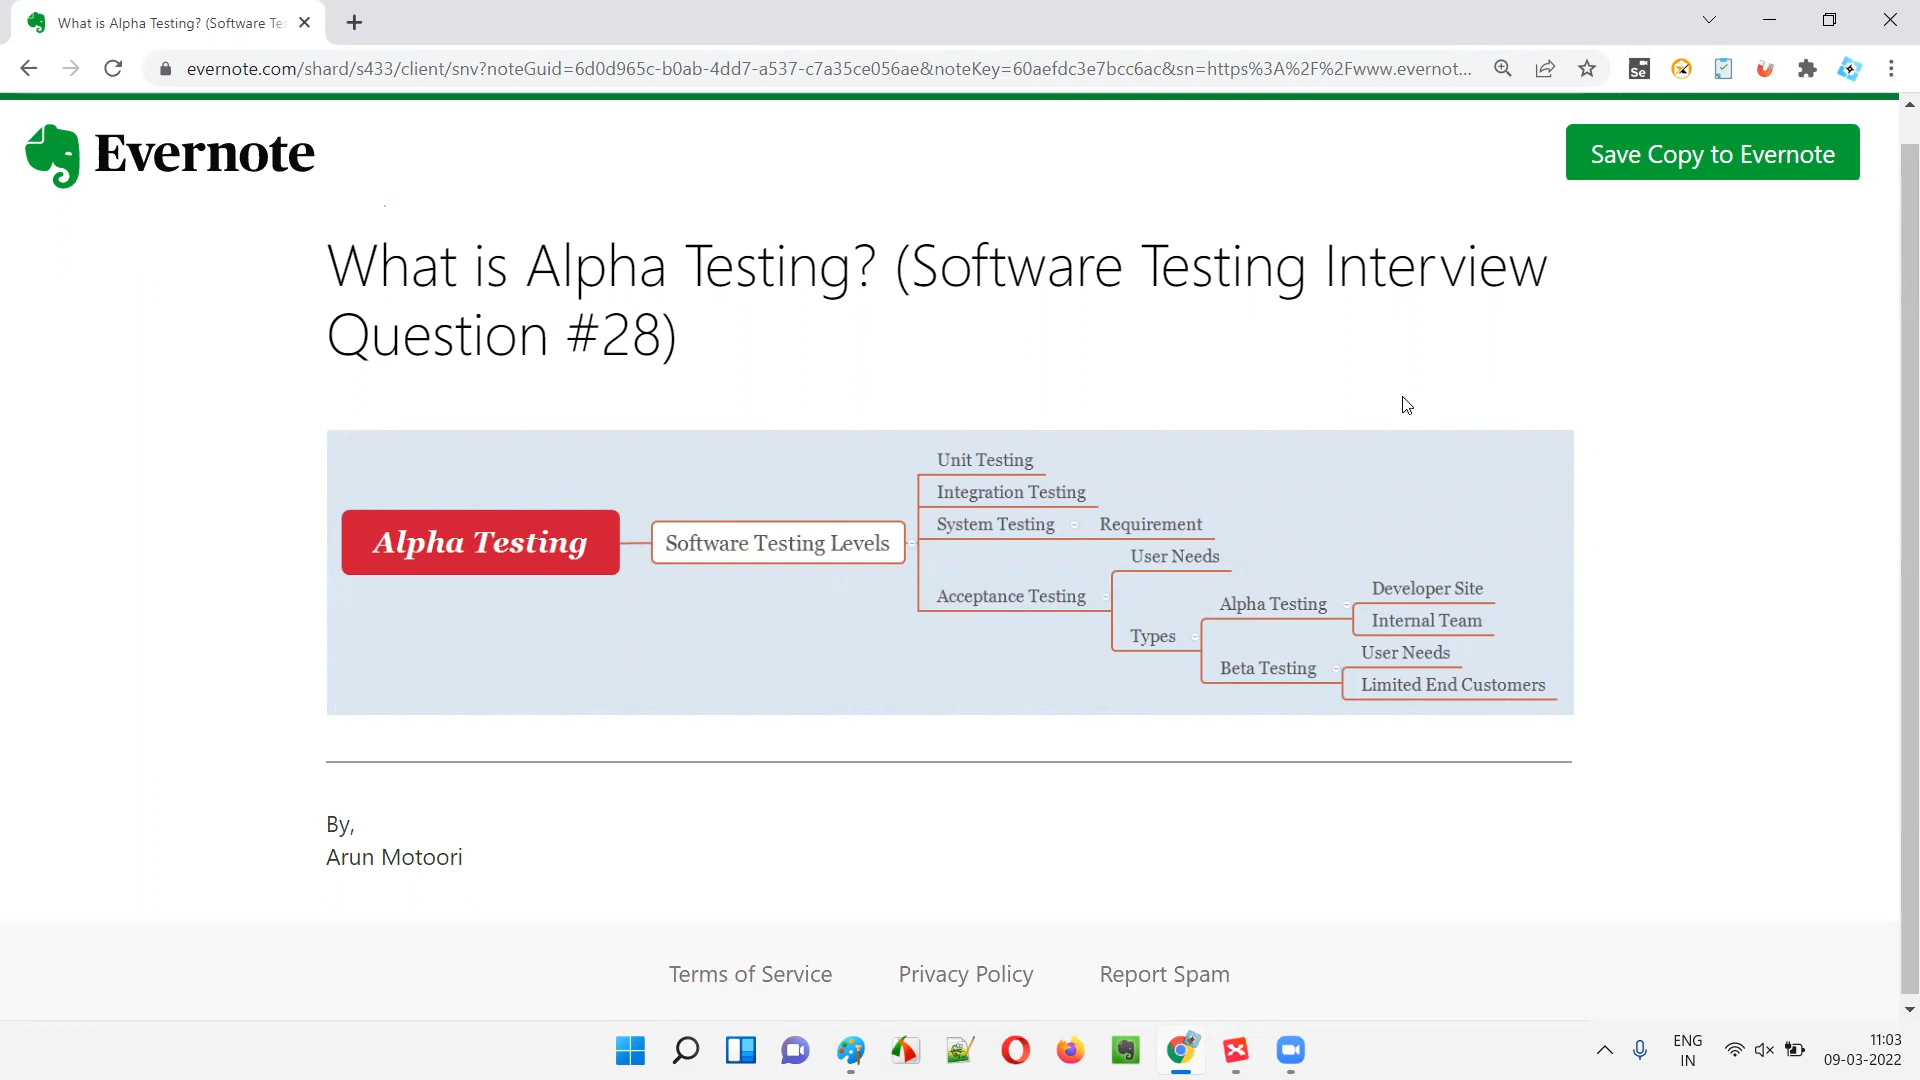 What is Alpha Testing? (Software Te
evernote.com/shard/s433/client/snv?noteGuid=6d0d965c-b0ab-4dd7-a537-c7a35ce056ae&noteKey=60aefdc3e7bcc6ac&sn=https%3A%2F%2Fwww.evernot...
Se
Evernote
Save Copy to Evernote
What is Alpha Testing? (Software Testing Interview
Question #28)
Unit Testing
Integration Testing
System Testing
Requirement
Alpha Testing
Software Testing Levels
User Needs
Acceptance Testing
Types
Alpha Testing
Developer Site
Internal Team
Beta Testing
User Needs
Limited End Customers
By,
Arun Motoori
Terms of Service
Privacy Policy
Report Spam
ENG
IN
11:03
09-03-2022